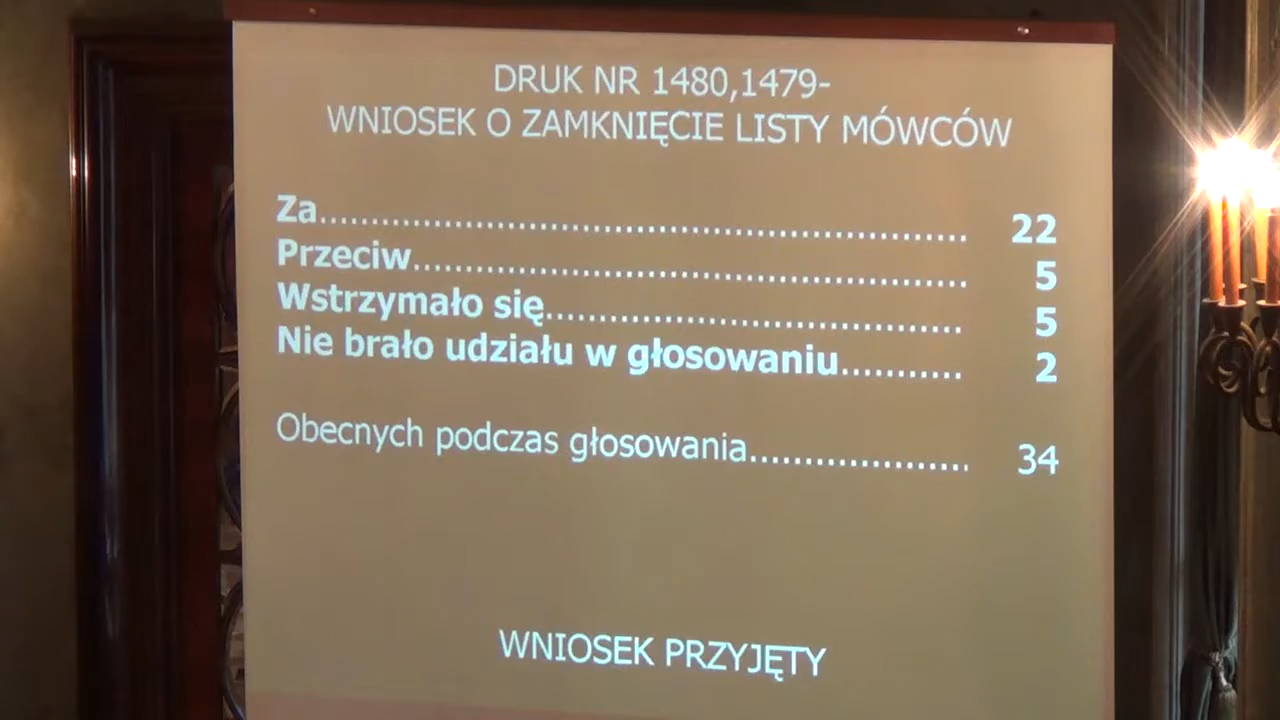 DRUK NR 1480,1479-
WNIOSEK O ZAMKNIĘCIE LISTY MÓWCÓW
Za........................................................ 22
Przeciw................................................ 5
Wstrzymało się.................................... 5
Nie brało udziału w głosowaniu........... 2
Obecnych podczas głosowania.................... 34
WNIOSEK PRZYJĘTY